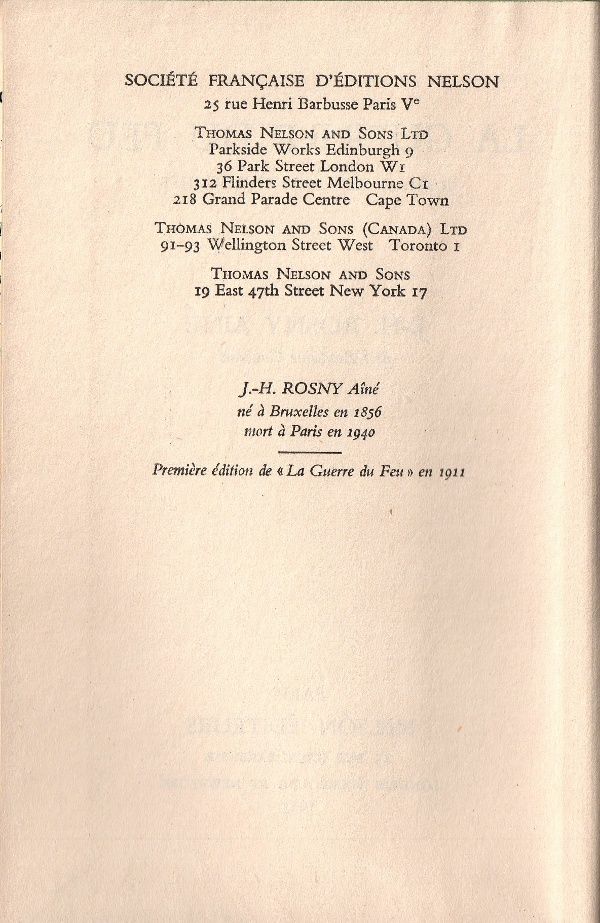 SOCIÉTÉ FRANÇAISE D'ÉDITIONS NELSON
25 rue Henri Barbusse Paris Ve
THOMAS NELSON AND SONS LTD
Parkside Works Edinburgh 9
36 Park Street London W1
312 Flinders Street Melbourne C1
218 Grand Parade Centre Cape Town
THOMAS NELSON AND SONS (CANADA) LTD
91–93 Wellington Street West Toronto 1
THOMAS NELSON AND SONS
19 East 47th Street New York 17
J.-H. ROSNY Aîné
né à Bruxelles en 1856
mort à Paris en 1940
Première édition de « La Guerre du Feu » en 1911